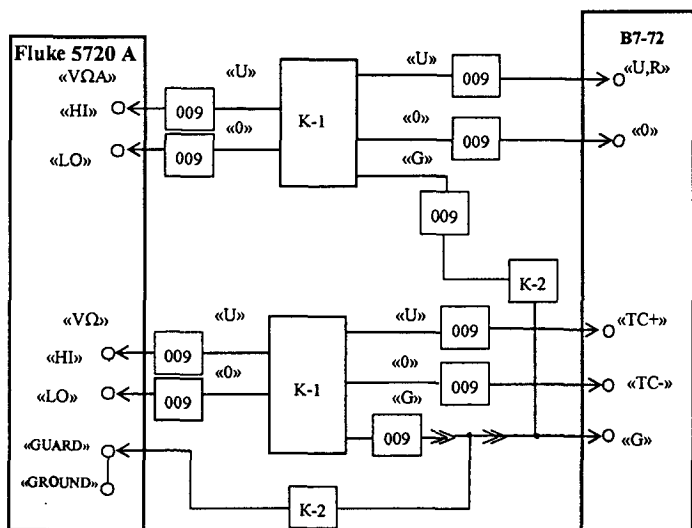 Fluke 5720 A
B7-72
«VΩA»
«U»
«U»
009
«U,R»
«HI»
009
K-1
«0»
«0»
009
«0»
«LO»
009
«G»
009
K-2
«VΩ»
«U»
«U»
009
«TC+»
«HI»
009
K-1
«0»
«0»
009
«TC-»
«LO»
009
«G»
009
«G»
«GUARD»
«GROUND»
K-2